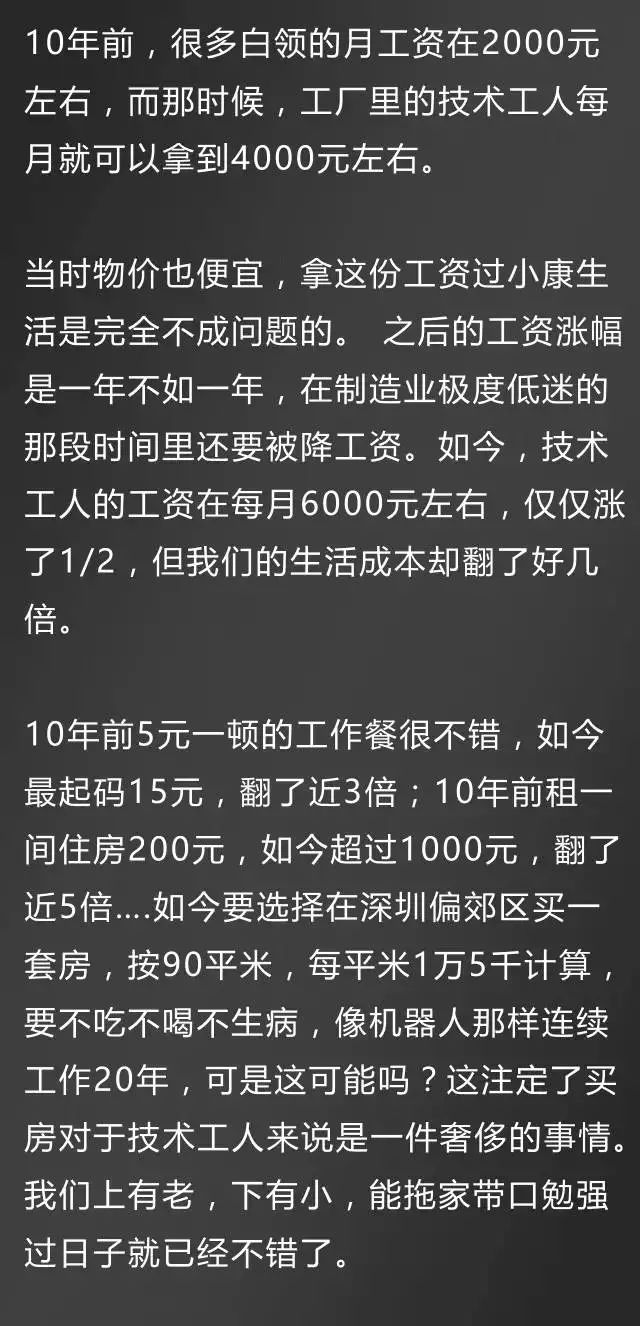 10年前，很多白领的月工资在2000元
左右，而那时候，工厂里的技术工人每
月就可以拿到4000元左右。
当时物价也便宜，拿这份工资过小康生
活是完全不成问题的。 之后的工资涨幅
是一年不如一年，在制造业极度低迷的
那段时间里还要被降工资。如今，技术
工人的工资在每月6000元左右，仅仅涨
了1/2，但我们的生活成本却翻了好几
倍。
10年前5元一顿的工作餐很不错，如今
最起码15元，翻了近3倍；10年前租一
间住房200元，如今超过1000元，翻了
近5倍....如今要选择在深圳偏郊区买一
套房，按90平米，每平米1万5千计算，
要不吃不喝不生病，像机器人那样连续
工作20年，可是这可能吗？这注定了买
房对于技术工人来说是一件奢侈的事情。
我们上有老，下有小，能拖家带口勉强
过日子就已经不错了。